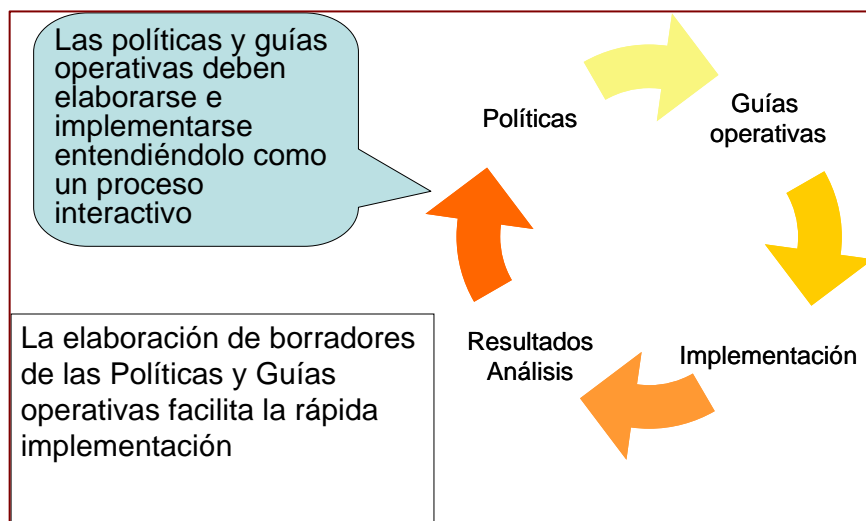 Las políticas y guías
operativas deben
elaborarse e
implementarse
entendiéndolo como
un proceso
interactivo
Políticas
Guías
operativas
La elaboración de borradores
de las Políticas y Guías
operativas facilita la rápida
implementación
Resultados
Análisis
Implementación